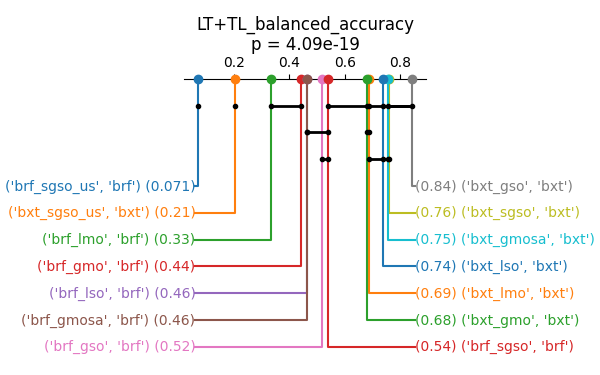 LT+TL_balanced_accuracy
p = 4.09e-19
0.2 0.4 0.6 0.8
('brf_sgso_us', 'brf') (0.071) (0.84) ('bxt_gso', 'bxt')
('bxt_sgso_us', 'bxt') (0.21) (0.76) ('bxt_sgso', 'bxt')
('brf_lmo', 'brf') (0.33) (0.75) ('bxt_gmosa', 'bxt')
('brf_gmo', 'brf') (0.44) (0.74) ('bxt_lso', 'bxt')
('brf_lso', 'brf') (0.46) (0.69) ('bxt_lmo', 'bxt')
('brf_gmosa', 'brf') (0.46) (0.68) ('bxt_gmo', 'bxt')
('brf_gso', 'brf') (0.52) (0.54) ('brf_sgso', 'brf')